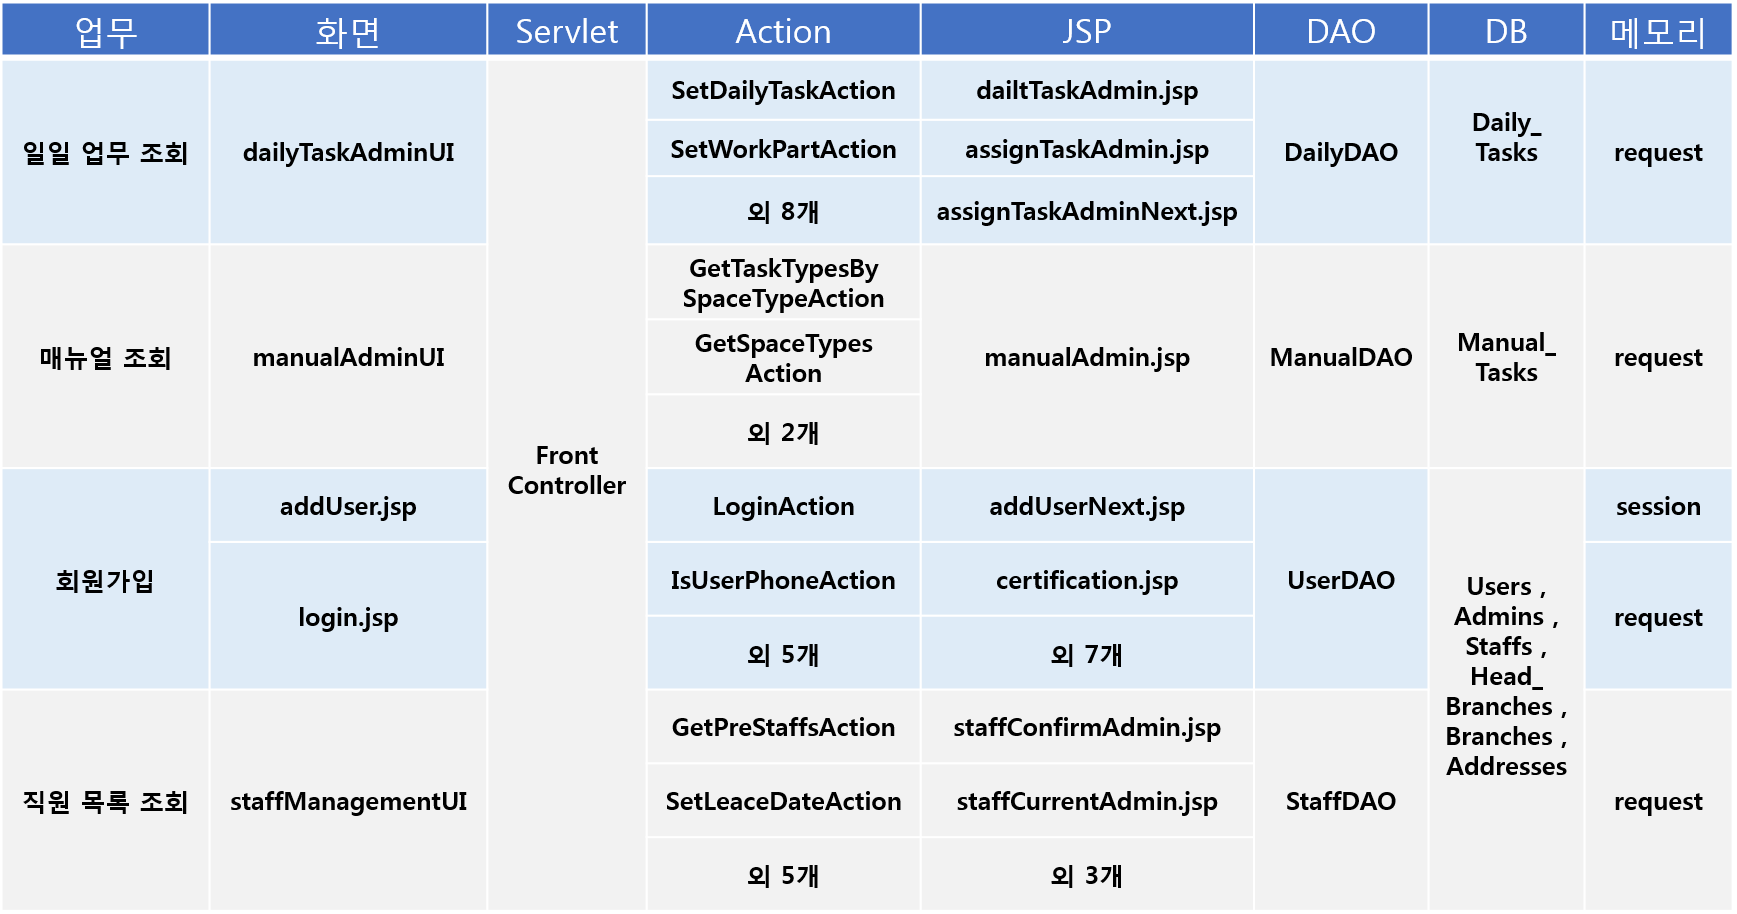 업무 화면 Servlet Action JSP DAO DB 메모리
일일 업무 조회
dailyTaskAdminUI
Front
Controller
SetDailyTaskAction
dailtTaskAdmin.jsp
SetWorkPartAction
assignTaskAdmin.jsp
외 8개
assignTaskAdminNext.jsp
DailyDAO
Daily_
Tasks
request
매뉴얼 조회
manualAdminUI
GetTaskTypesBy
SpaceTypeAction
GetSpaceTypes
Action
외 2개
manualAdmin.jsp
ManualDAO
Manual_
Tasks
request
회원가입
addUser.jsp
login.jsp
LoginAction
addUserNext.jsp
IsUserPhoneAction
certification.jsp
외 5개
외 7개
UserDAO
Users ,
Admins ,
Staffs ,
Head_
Branches ,
Branches ,
Addresses
session
request
직원 목록 조회
staffManagementUI
GetPreStaffsAction
staffConfirmAdmin.jsp
SetLeaceDateAction
staffCurrentAdmin.jsp
외 5개
외 3개
StaffDAO
request